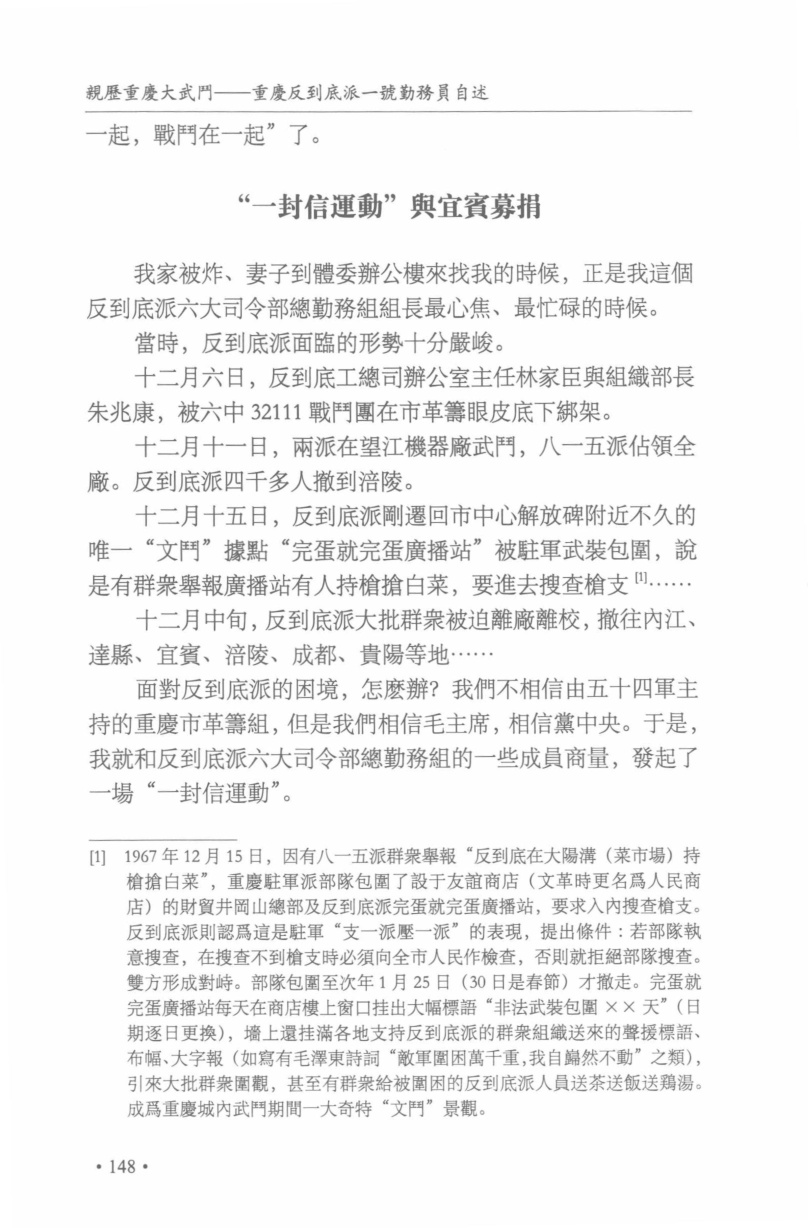 親歷重慶大武鬥——重慶反到底派一號勤務員自述
一起，戰鬥在一起”了。
“一封信運動”與宜賓募捐
我家被炸、妻子到體委辦公樓來找我的時候，正是我這個
反到底派六大司令部總勤務組組長最心焦、最忙碌的時候。
當時，反到底派面臨的形勢十分嚴峻。
十二月六日，反到底工總司辦公室主任林家臣與組織部長
朱兆康，被六中 32111 戰鬥團在市革籌眼皮底下綁架。
十二月十一日，兩派在望江機器廠武鬥，八一五派佔領全
廠。反到底派四千多人撤到涪陵。
十二月十五日，反到底派剛遷回市中心解放碑附近不久的
唯一“文鬥”據點“完蛋就完蛋廣播站”被駐軍武裝包圍，說
是有群衆舉報廣播站有人持槍搶白菜，要進去搜查槍支 [1]……
十二月中旬，反到底派大批群衆被迫離廠離校，撤往內江、
達縣、宜賓、涪陵、成都、貴陽等地……
面對反到底派的困境，怎麽辦？我們不相信由五十四軍主
持的重慶市革籌組，但是我們相信毛主席，相信黨中央。于是，
我就和反到底派六大司令部總勤務組的一些成員商量，發起了
一場“一封信運動”。
[1] 1967 年 12 月 15 日，因有八一五派群衆舉報“反到底在大陽溝（菜市場）持
槍搶白菜”，重慶駐軍派部隊包圍了設于友誼商店（文革時更名爲人民商
店）的財貿井岡山總部及反到底派完蛋就完蛋廣播站，要求入內搜查槍支。
反到底派則認爲這是駐軍“支一派壓一派”的表現，提出條件：若部隊執
意搜查，在搜查不到槍支時必須向全市人民作檢查，否則就拒絕部隊搜查。
雙方形成對峙。部隊包圍至次年 1 月 25 日（30 日是春節）才撤走。完蛋就
完蛋廣播站每天在商店樓上窗口挂出大幅標語“非法武裝包圍 ×× 天”（日
期逐日更換），墻上還挂滿各地支持反到底派的群衆組織送來的聲援標語、
布幅、大字報（如寫有毛澤東詩詞“敵軍圍困萬千重，我自巋然不動”之類），
引來大批群衆圍觀，甚至有群衆給被圍困的反到底派人員送茶送飯送鷄湯。
成爲重慶城內武鬥期間一大奇特“文鬥”景觀。
• 148 •